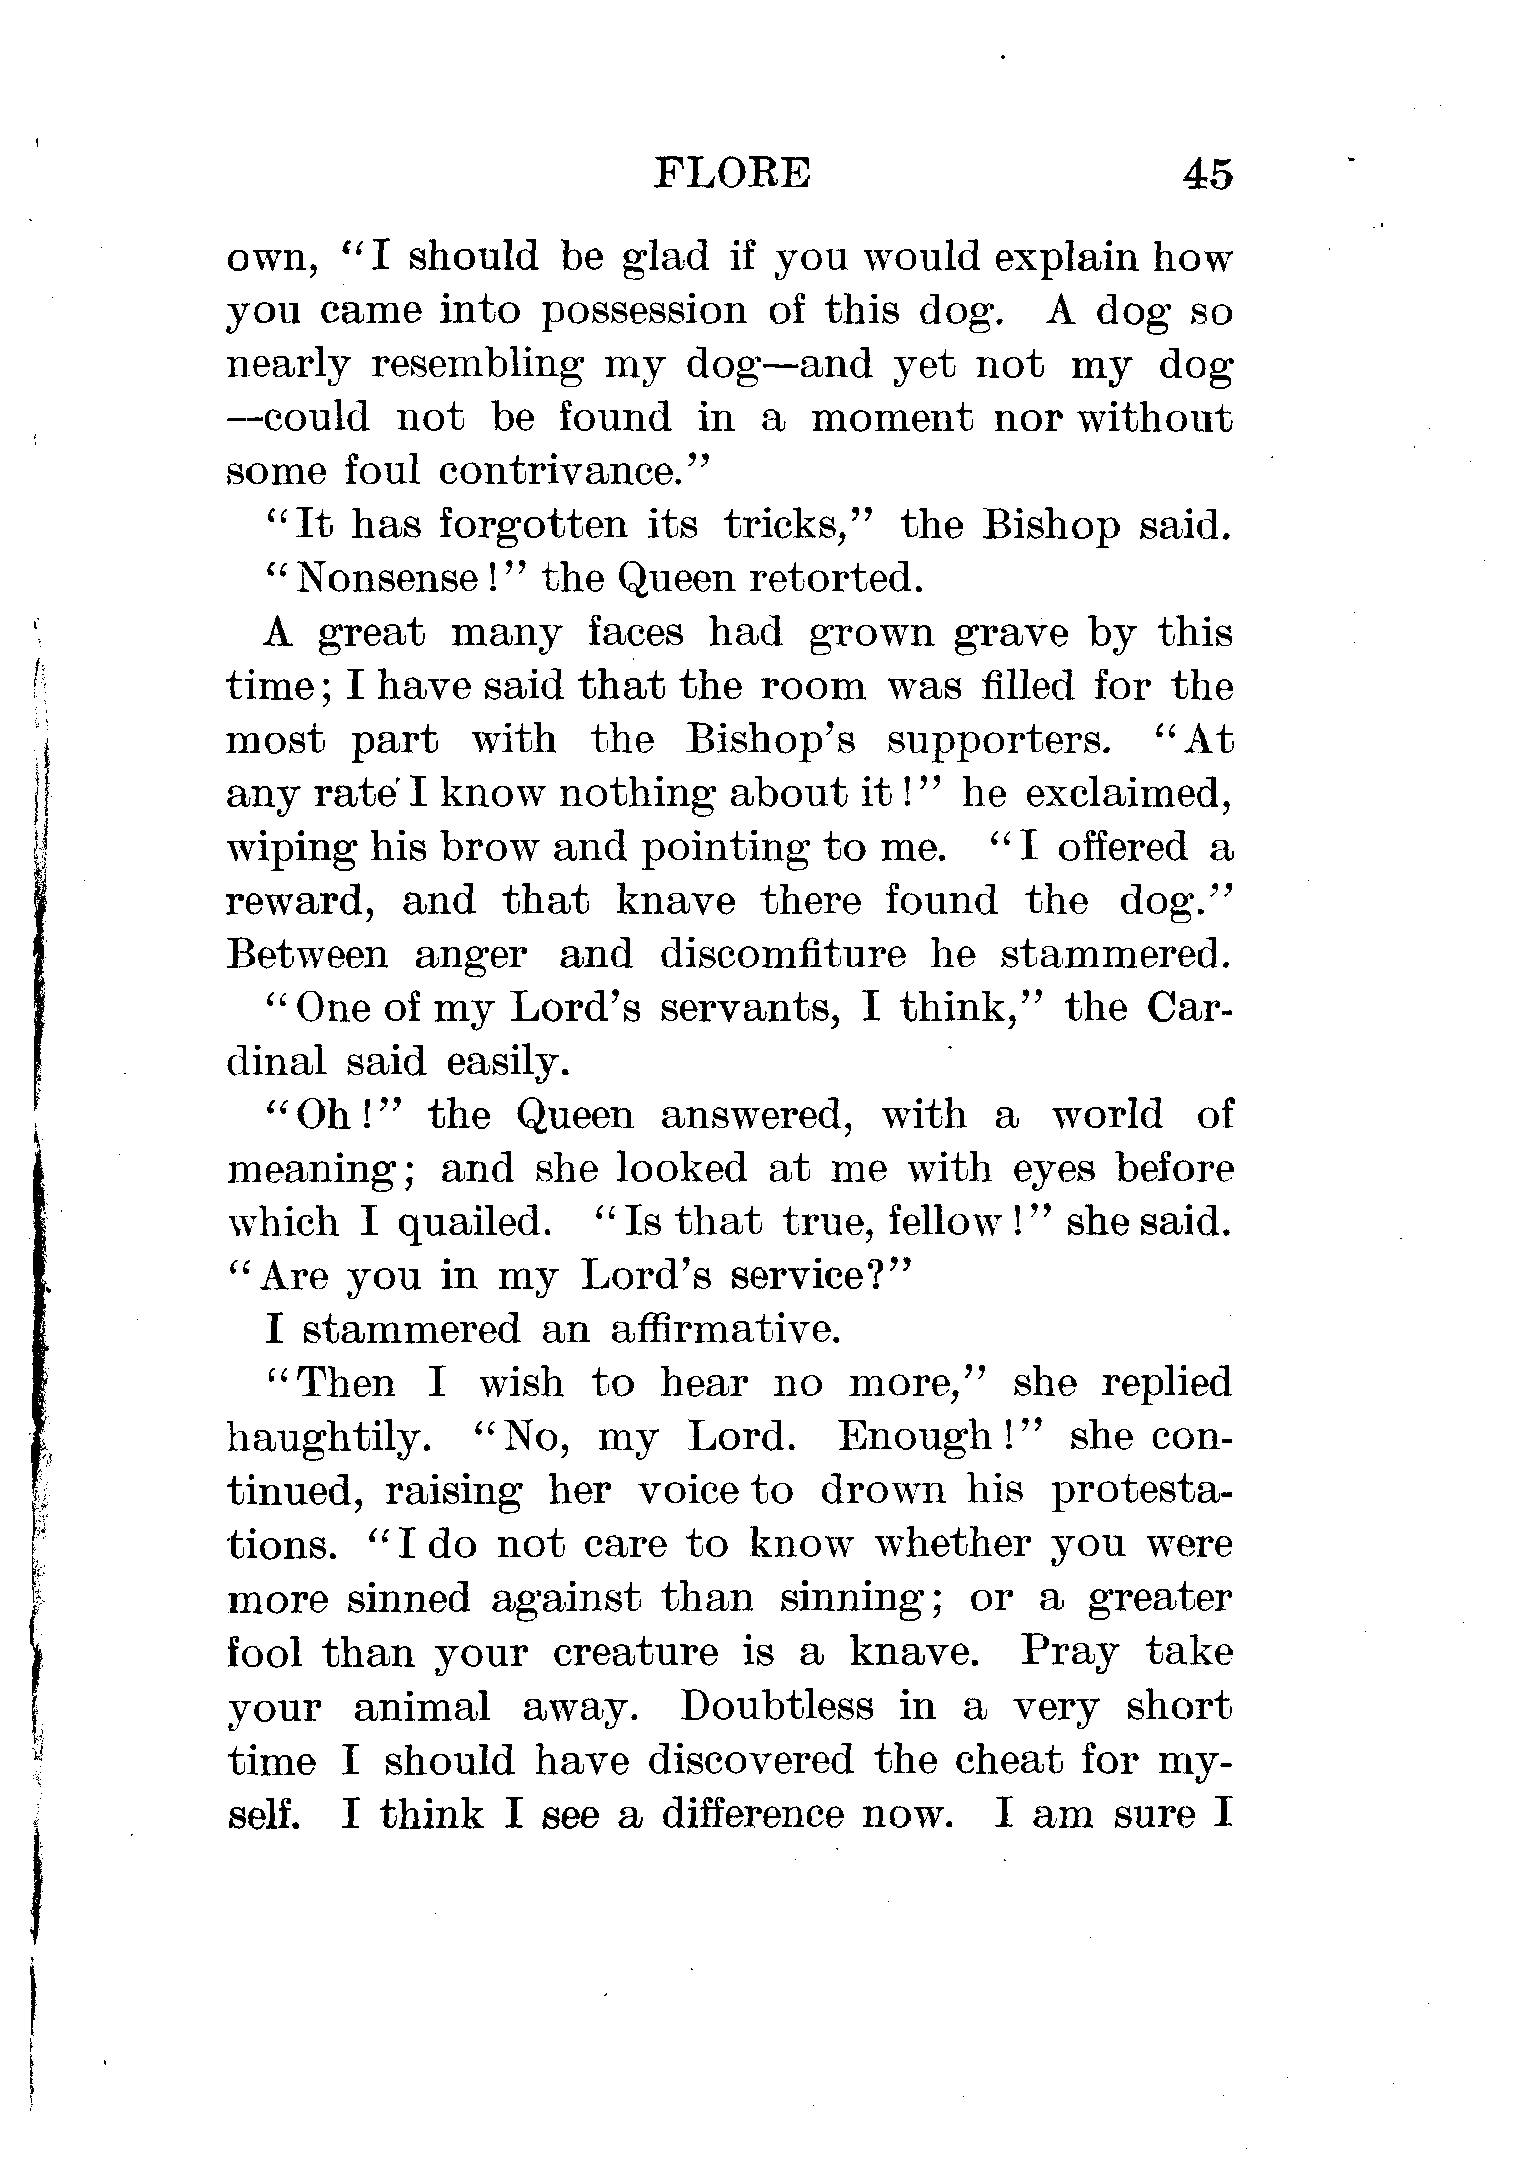 FLORE 45
own, "I should be glad if you would explain how
you came into possession of this dog. A dog so
nearly resembling my dog—and yet not my dog
—could not be found in a moment nor without
some foul contrivance."
"It has forgotten its tricks," the Bishop said.
"Nonsense!" the Queen retorted.
A great many faces had grown grave by this
time; I have said that the room was filled for the
most part with the Bishop's supporters. "At
any rate I know nothing about it!" he exclaimed,
wiping his brow and pointing to me. "I offered a
reward, and that knave there found the dog."
Between anger and discomfiture he stammered.
"One of my Lord's servants, I think," the Car-
dinal said easily.
"Oh!" the Queen answered, with a world of
meaning; and she looked at me with eyes before
which I quailed. "Is that true, fellow!" she said.
"Are you in my Lord's service?"
I stammered an affirmative.
"Then I wish to hear no more," she replied
haughtily. "No, my Lord. Enough!" she con-
tinued, raising her voice to drown his protesta-
tions. "I do not care to know whether you were
more sinned against than sinning; or a greater
fool than your creature is a knave. Pray take
your animal away. Doubtless in a very short
time I should have discovered the cheat for my-
self. I think I see a difference now. I am sure I